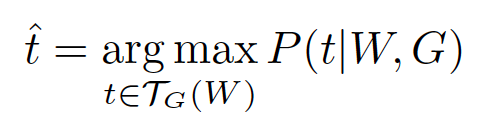 t̂ = arg max P(t|W, G)
t∈𝒯_G(W)